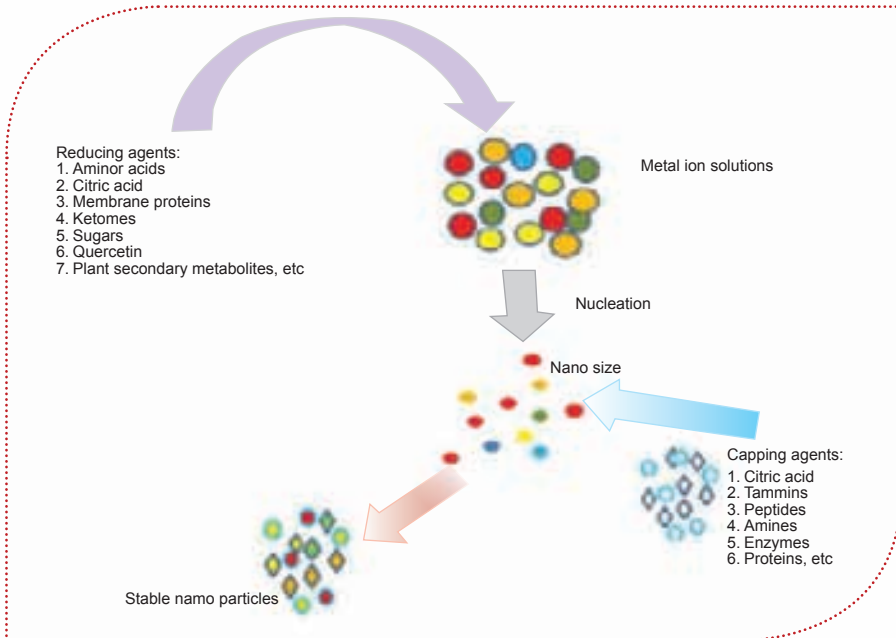 Reducing agents:
1. Aminor acids
2. Citric acid
3. Membrane proteins
4. Ketomes
5. Sugars
6. Quercetin
7. Plant secondary metabolites, etc
Metal ion solutions
Nucleation
Nano size
Capping agents:
1. Citric acid
2. Tammins
3. Peptides
4. Amines
5. Enzymes
6. Proteins, etc
Stable namo particles